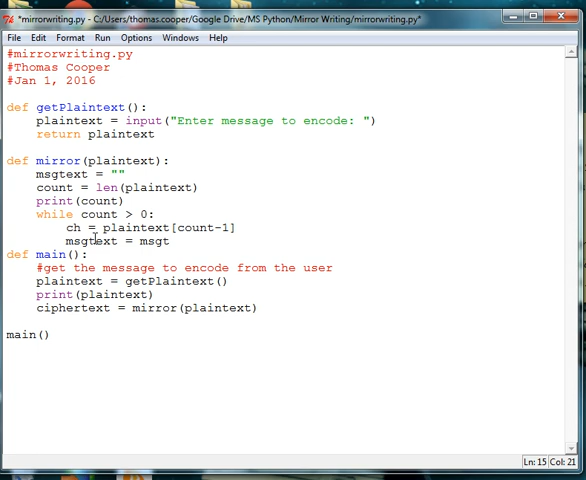 *mirrorwriting.py - C:/Users/thomas.cooper/Google Drive/MS Python/Mirror Writing/mirrorwriting.py*
File Edit Format Run Options Windows Help
#mirrorwriting.py
#Thomas Cooper
#Jan 1, 2016
def getPlaintext():
    plaintext = input("Enter message to encode: ")
    return plaintext
def mirror(plaintext):
    msgtext = ""
    count = len(plaintext)
    print(count)
    while count > 0:
        ch = plaintext[count-1]
        msgtext = msgt
def main():
    #get the message to encode from the user
    plaintext = getPlaintext()
    print(plaintext)
    ciphertext = mirror(plaintext)
main()
Ln: 15 Col: 21